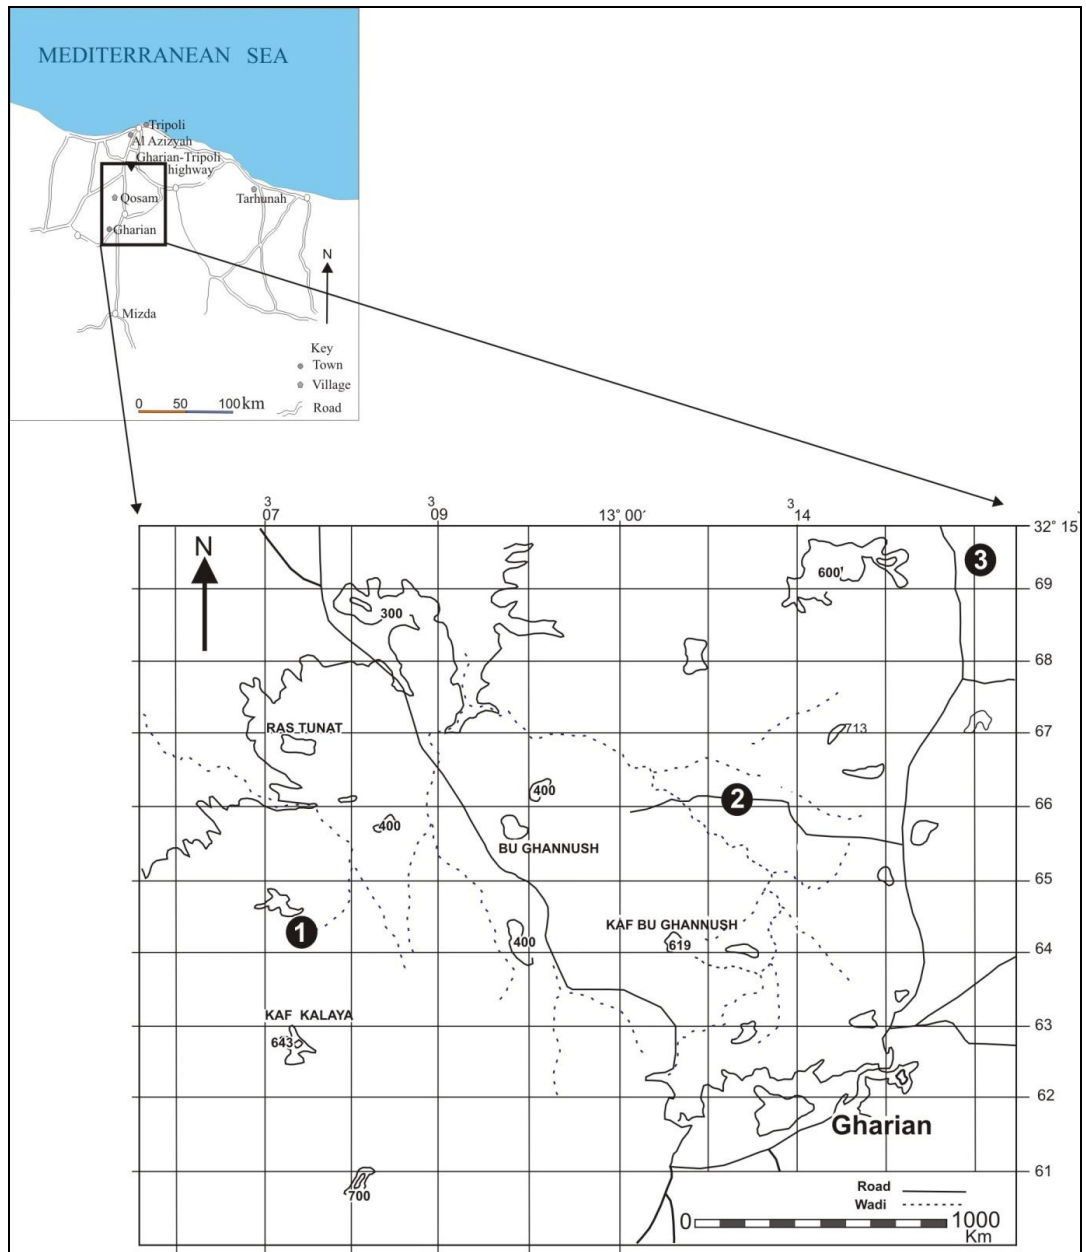 MEDITERRANEAN SEA
Tripoli
Al Azizyah
Gharian-Tripoli
highway
Qosam
Tarhunah
Gharian
N
Mizda
Key
Town
Village
0 50 100 km
Road
3
07
3
09
13° 00´
3
14
32° 15
N
3
600'
69
300
68
RAS TUNAT
713
67
400
2
66
400
BU GHANNUSH
65
1
KAF BU GHANNUSH
400
619
64
KAF KALAYA
63
643
62
Gharian
61
700
Road
Wadi
0 1000
Km